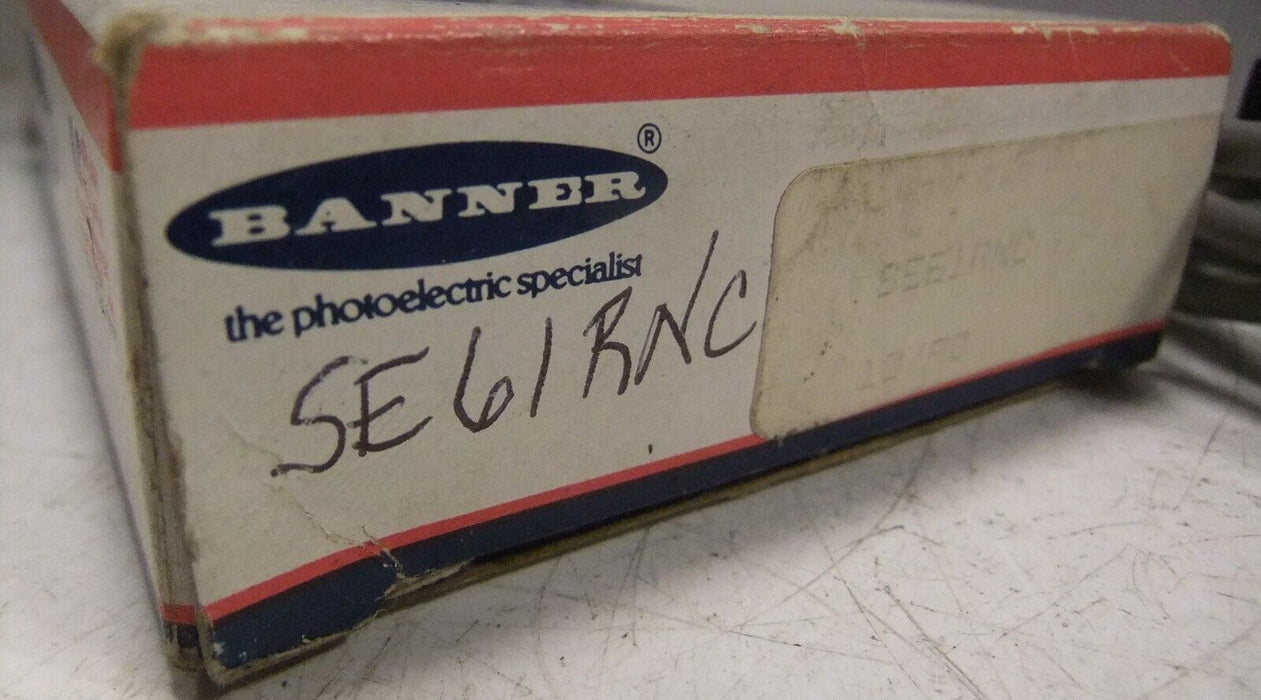 BANNER®
the photoelectric specialist
SE61RNC
SE61RNC